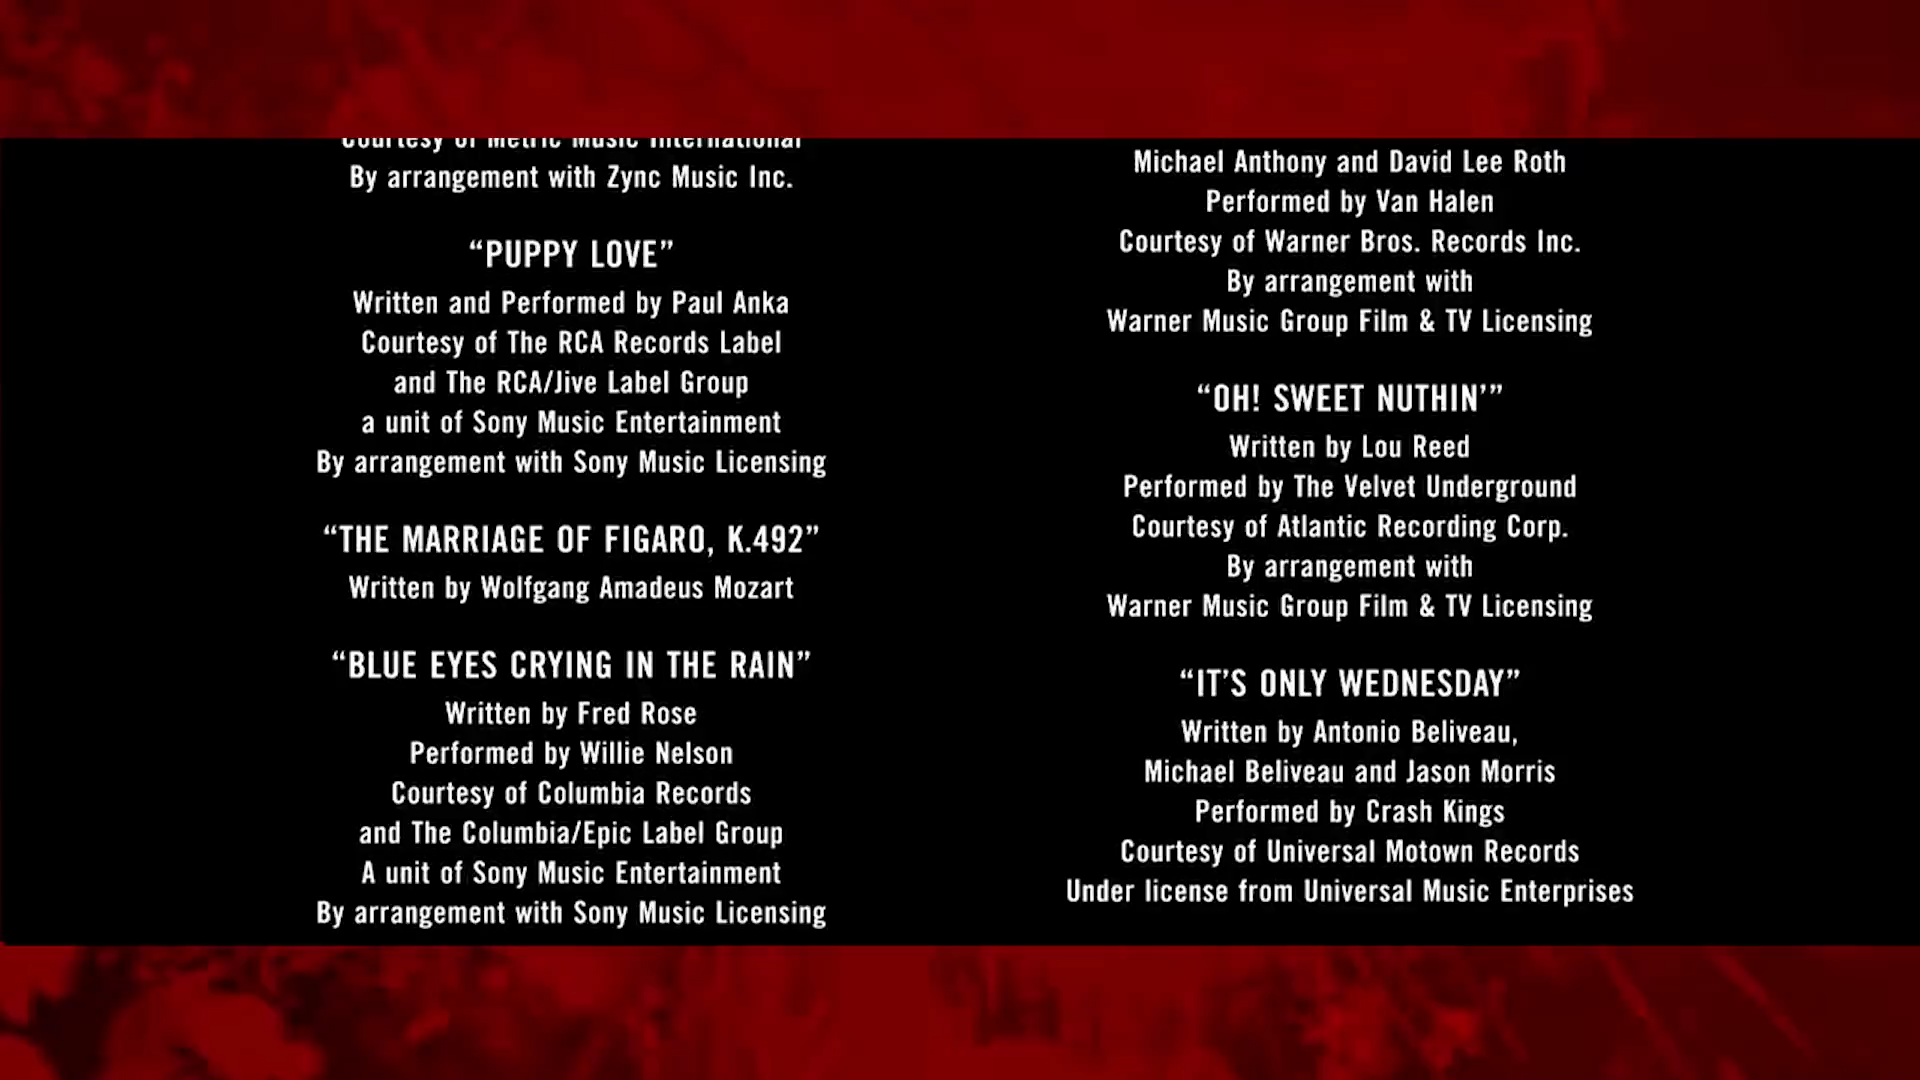 Courtesy of Metric Music International
By arrangement with Zync Music Inc.
“PUPPY LOVE”
Written and Performed by Paul Anka
Courtesy of The RCA Records Label
and The RCA/Jive Label Group
a unit of Sony Music Entertainment
By arrangement with Sony Music Licensing
“THE MARRIAGE OF FIGARO, K.492”
Written by Wolfgang Amadeus Mozart
“BLUE EYES CRYING IN THE RAIN”
Written by Fred Rose
Performed by Willie Nelson
Courtesy of Columbia Records
and The Columbia/Epic Label Group
A unit of Sony Music Entertainment
By arrangement with Sony Music Licensing
Michael Anthony and David Lee Roth
Performed by Van Halen
Courtesy of Warner Bros. Records Inc.
By arrangement with
Warner Music Group Film & TV Licensing
“OH! SWEET NUTHIN’”
Written by Lou Reed
Performed by The Velvet Underground
Courtesy of Atlantic Recording Corp.
By arrangement with
Warner Music Group Film & TV Licensing
“IT’S ONLY WEDNESDAY”
Written by Antonio Beliveau,
Michael Beliveau and Jason Morris
Performed by Crash Kings
Courtesy of Universal Motown Records
Under license from Universal Music Enterprises